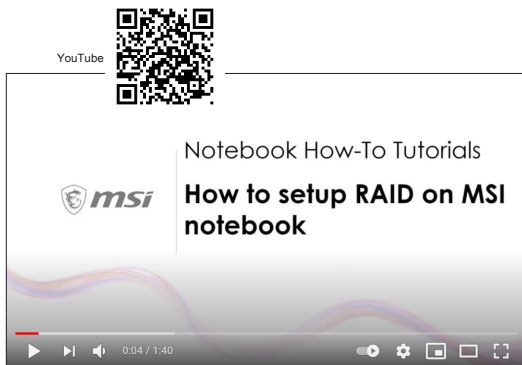 YouTube
Notebook How-To Tutorials
msi
How to setup RAID on MSI
notebook
0:04 / 1:40